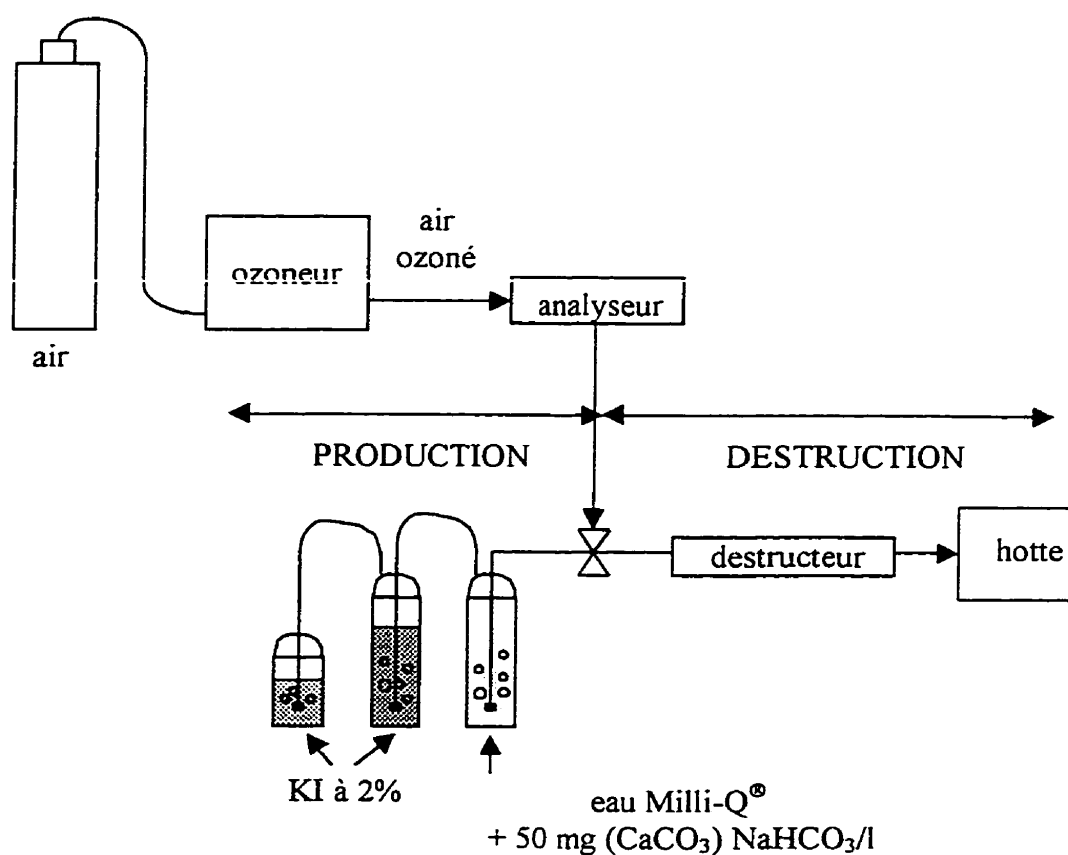 air
ozoneur
air
ozoné
analyseur
PRODUCTION
DESTRUCTION
destructeur
hotte
KI à 2%
eau Milli-Q®
+ 50 mg (CaCO₃) NaHCO₃/l